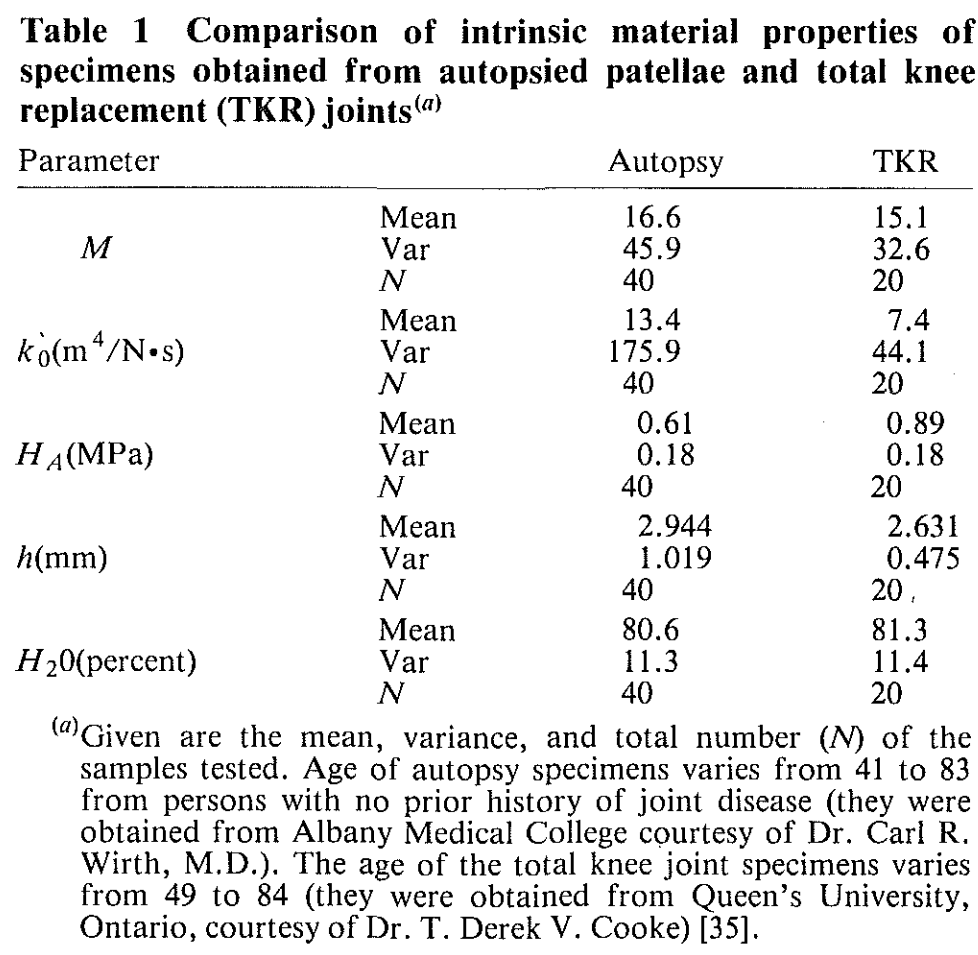 Table 1 Comparison of intrinsic material properties of
specimens obtained from autopsied patellae and total knee
replacement (TKR) joints(a)
Parameter Autopsy TKR
Mean 16.6 15.1
M Var 45.9 32.6
N 40 20
Mean 13.4 7.4
k`0(m4/N•s) Var 175.9 44.1
N 40 20
Mean 0.61 0.89
HA(MPa) Var 0.18 0.18
N 40 20
Mean 2.944 2.631
h(mm) Var 1.019 0.475
N 40 20
Mean 80.6 81.3
H20(percent) Var 11.3 11.4
N 40 20
(a)Given are the mean, variance, and total number (N) of the
samples tested. Age of autopsy specimens varies from 41 to 83
from persons with no prior history of joint disease (they were
obtained from Albany Medical College courtesy of Dr. Carl R.
Wirth, M.D.). The age of the total knee joint specimens varies
from 49 to 84 (they were obtained from Queen's University,
Ontario, courtesy of Dr. T. Derek V. Cooke) [35].